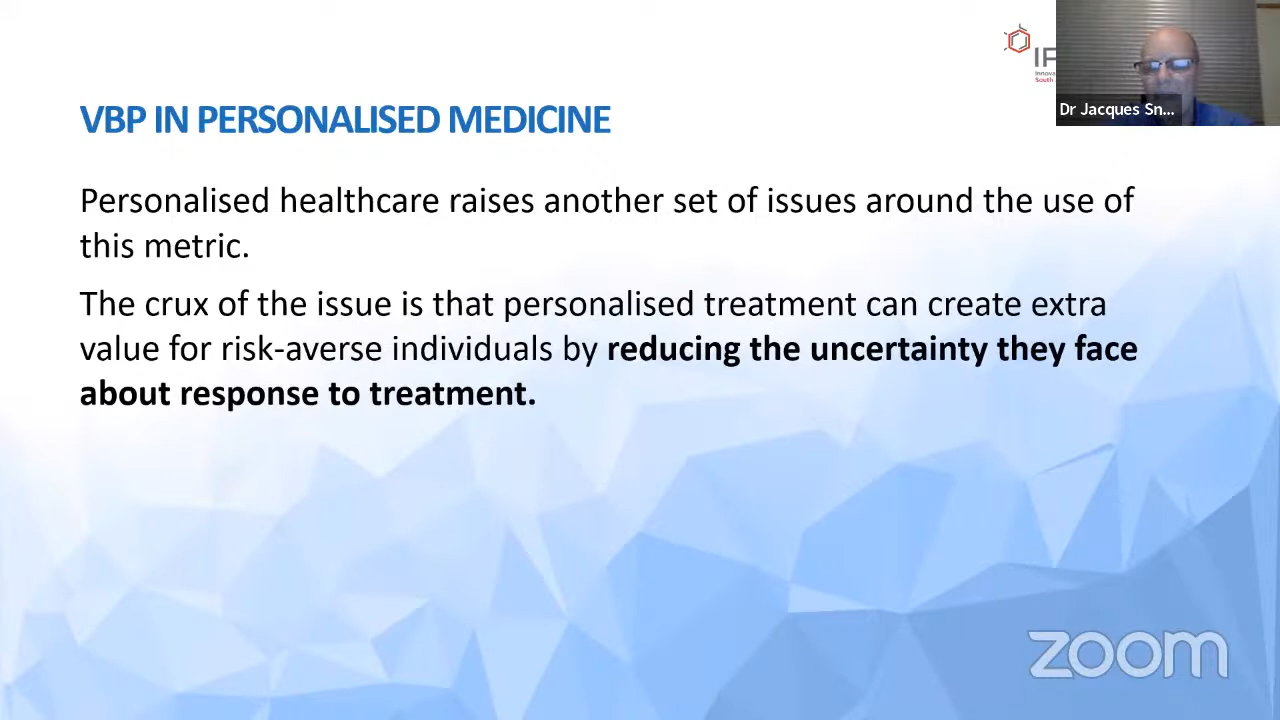 VBP IN PERSONALISED MEDICINE
Personalised healthcare raises another set of issues around the use of
this metric.
The crux of the issue is that personalised treatment can create extra
value for risk-averse individuals by reducing the uncertainty they face
about response to treatment.
Dr Jacques Sn...
South
zoom